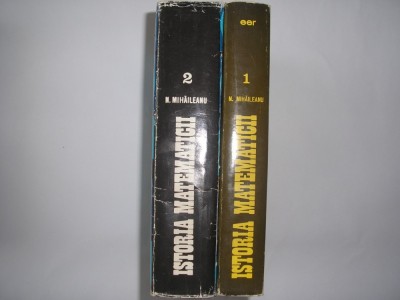 2
N. MIHĂILEANU
ISTORIA MATEMATICII
eer
1
N. MIHĂILEANU
ISTORIA MATEMATICII